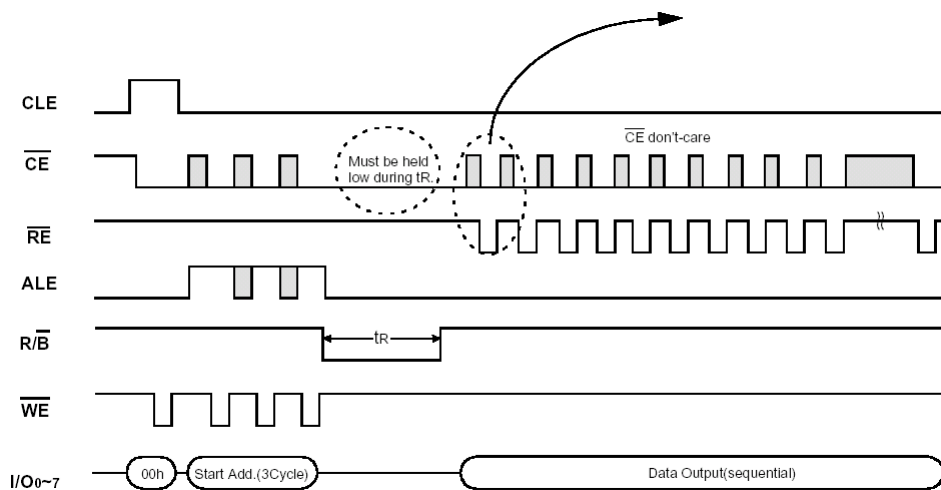 CLE
CE
CE don't-care
Must be held
low during tR.
RE
ALE
R/B
tR
WE
I/O0~7
00h
Start Add.(3Cycle)
Data Output(sequential)